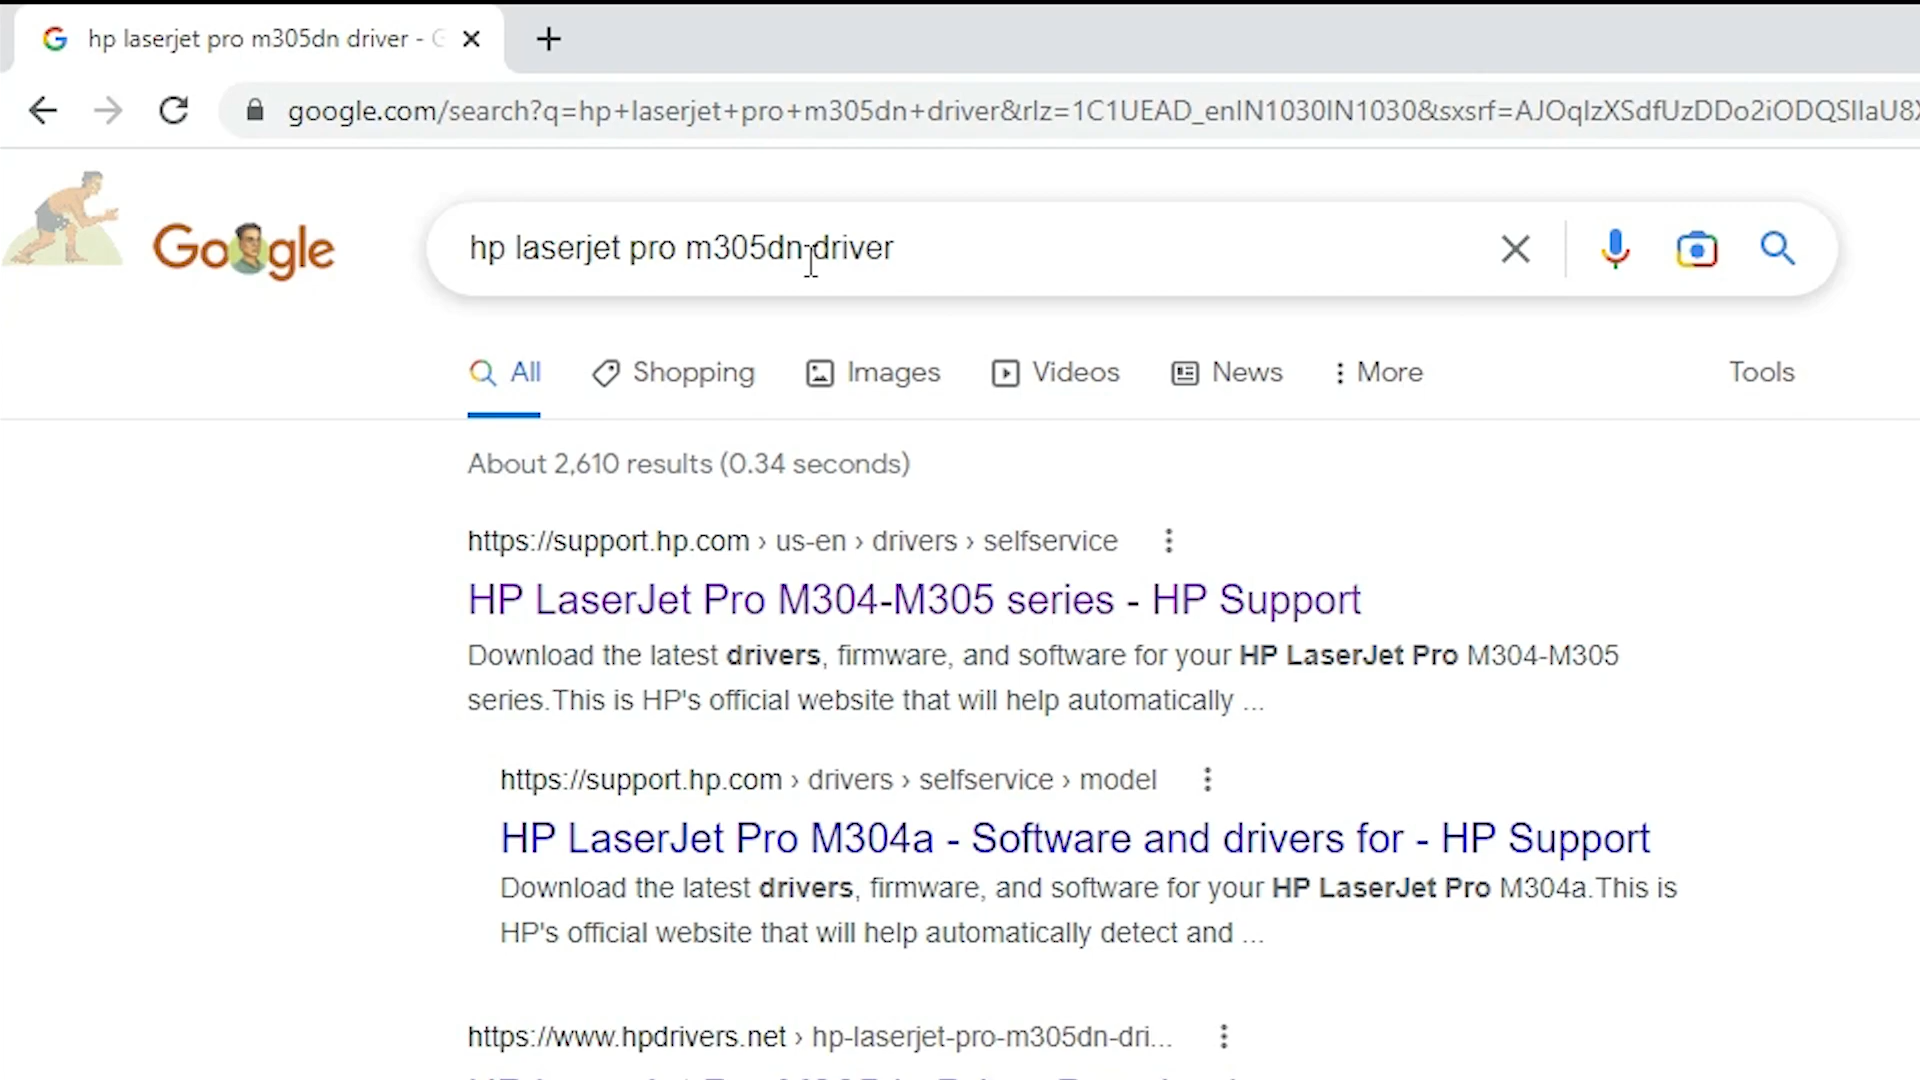 hp laserjet pro m305dn driver - G
google.com/search?q=hp+laserjet+pro+m305dn+driver&rlz=1C1UEAD_enIN1030IN1030&sxsrf=AJOqlzXSdfUzDDo2iODQSIlaU8X
Google
hp laserjet pro m305dn driver
All Shopping Images Videos News More Tools
About 2,610 results (0.34 seconds)
https://support.hp.com › us-en › drivers › selfservice
HP LaserJet Pro M304-M305 series - HP Support
Download the latest drivers, firmware, and software for your HP LaserJet Pro M304-M305
series.This is HP's official website that will help automatically ...
https://support.hp.com › drivers › selfservice › model
HP LaserJet Pro M304a - Software and drivers for - HP Support
Download the latest drivers, firmware, and software for your HP LaserJet Pro M304a.This is
HP's official website that will help automatically detect and ...
https://www.hpdrivers.net › hp-laserjet-pro-m305dn-dri...